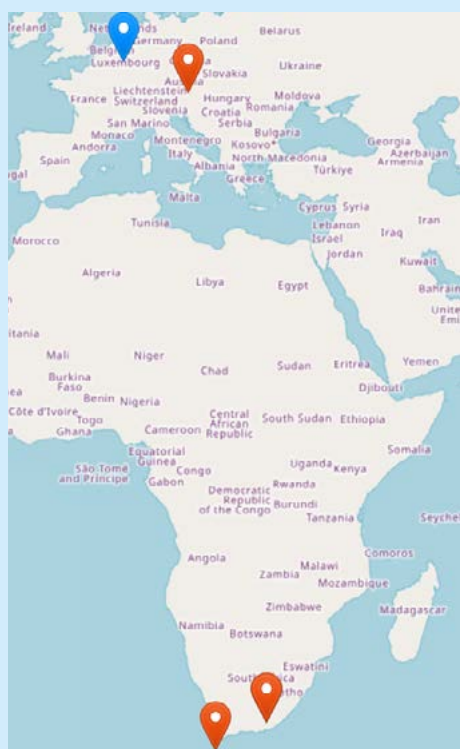 Ireland
Belarus
Germany
Poland
Luxembourg
Slovakia
Ukraine
Liechtenstein
France
Switzerland
Hungary
Moldova
Romania
Slovenia
Croatia
San Marino
Serbia
Monaco
Bulgaria
Andorra
Montenegro
Kosovo*
Georgia
Spain
Italy
North Macedonia
Azerbaijan
Armenia
Albania
Türkiye
Greece
Malta
Cyprus
Syria
Tunisia
Lebanon
Iran
Iraq
Morocco
Israel
Jordan
Kuwait
Algeria
Libya
Egypt
Bahrain
United
Mali
Niger
Chad
Sudan
Eritrea
Yemen
Burkina
Faso
Djibouti
Benin
Nigeria
Côte d'Ivoire
Togo
Central
African
Republic
South Sudan
Ethiopia
Ghana
Cameroon
Somalia
Equatorial
Guinea
São Tomé
and Príncipe
Congo
Uganda
Kenya
Gabon
Rwanda
Democratic
Republic
of the Congo
Burundi
Tanzania
Seychel
Angola
Comoros
Malawi
Zambia
Mozambique
Zimbabwe
Madagascar
Namibia
Botswana
Eswatini